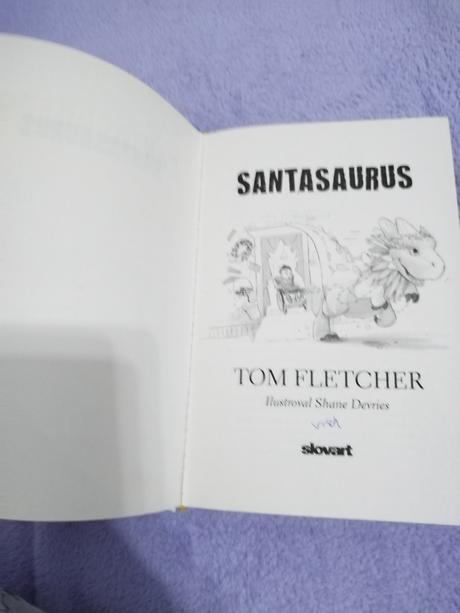 SANTASAURUS
TOM FLETCHER
Ilustroval Shane Devries
slovart